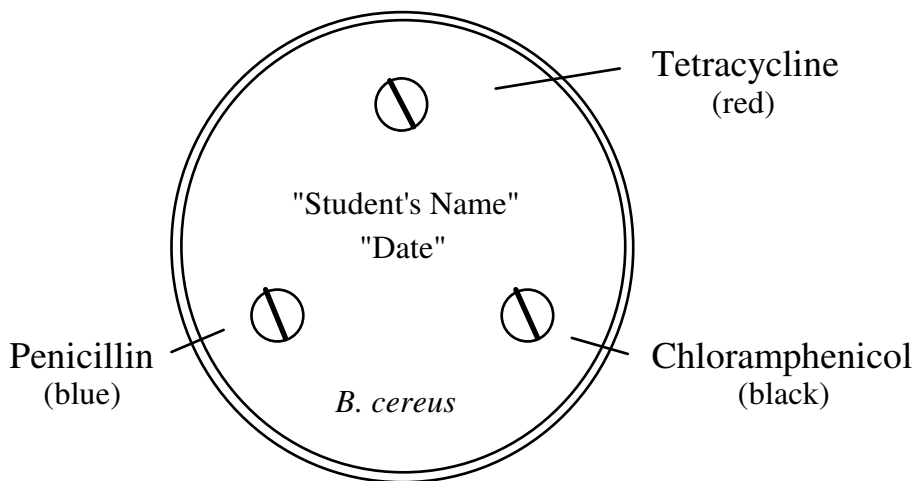 Tetracycline
(red)
"Student's Name"
"Date"
Penicillin
(blue)
Chloramphenicol
(black)
B. cereus